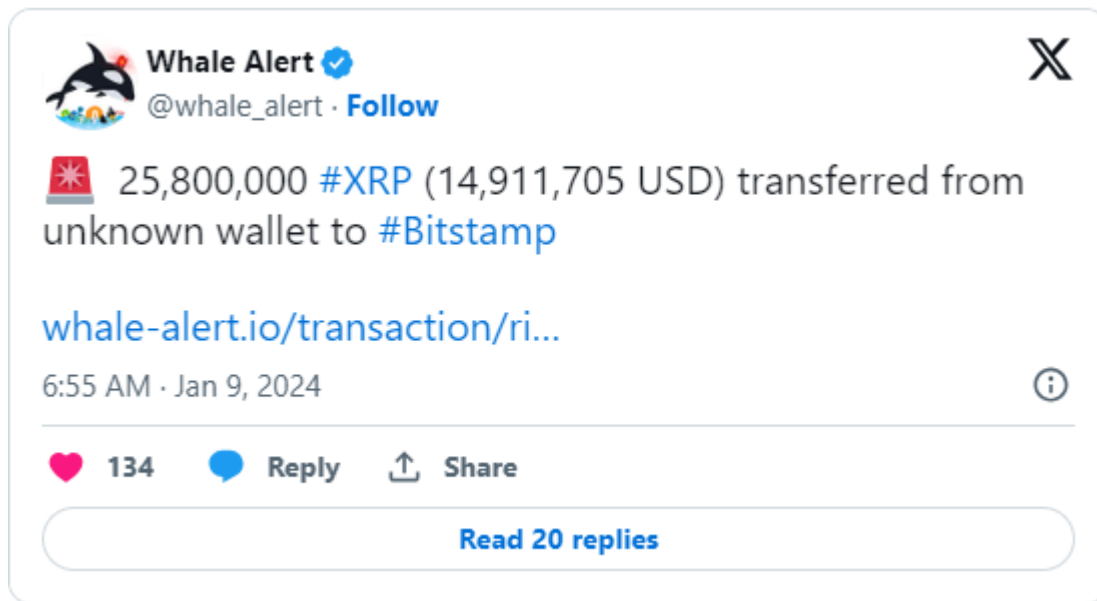 Whale Alert
@whale_alert · Follow
🚨 25,800,000 #XRP (14,911,705 USD) transferred from
unknown wallet to #Bitstamp
whale-alert.io/transaction/ri...
6:55 AM · Jan 9, 2024
134 Reply Share
Read 20 replies